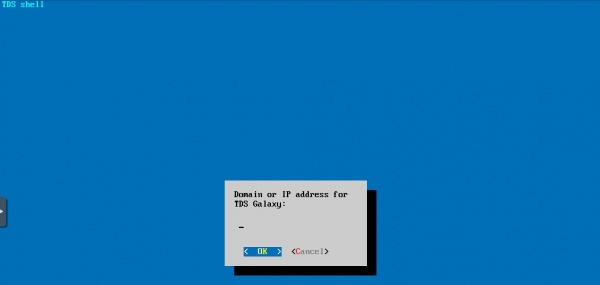 TDS shell
Domain or IP address for
TDS Galaxy:
< OK > <Cancel>